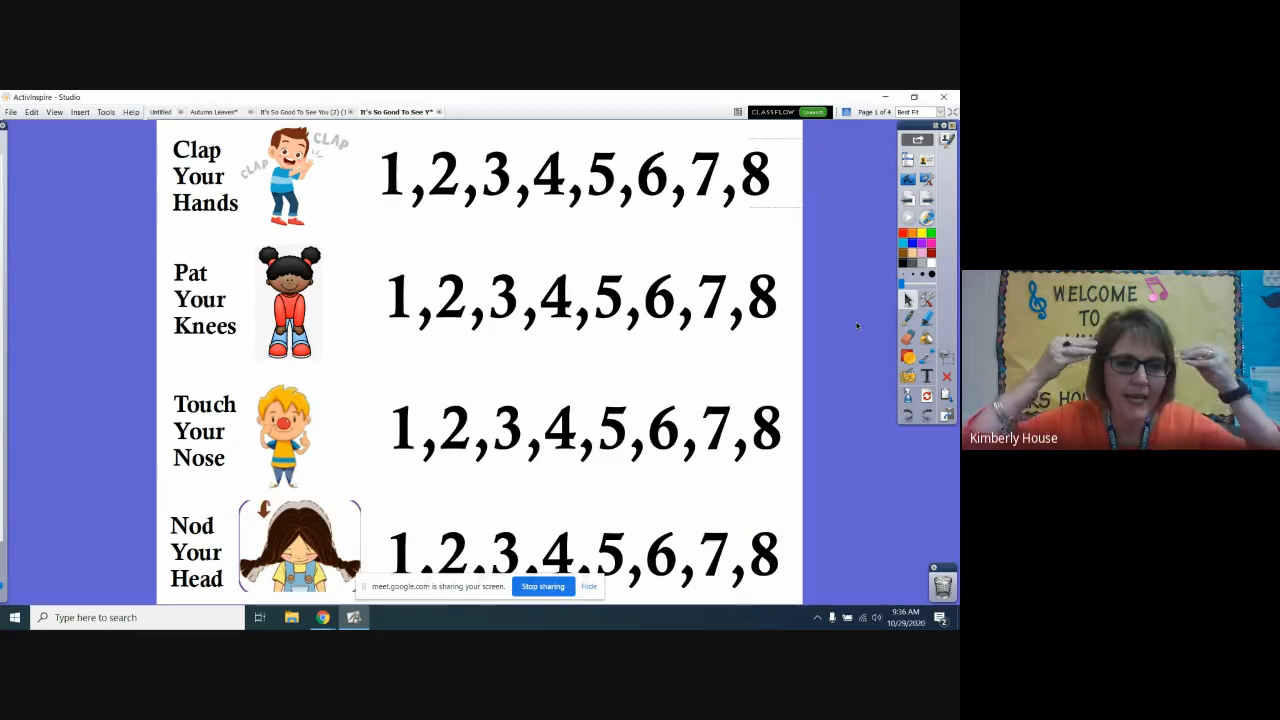 ActivInspire - Studio
File Edit View Insert Tools Help
Untitled
Autumn Leaves*
It's So Good To See You (2) (1
It's So Good To See Y*
CLASSFLOW
Connect
Page 1 of 4
Best Fit
Clap
Your
Hands
CLAP
CLAP
1,2,3,4,5,6,7,8
Pat
Your
Knees
1,2,3,4,5,6,7,8
Touch
Your
Nose
1,2,3,4,5,6,7,8
Nod
Your
Head
1,2,3,4,5,6,7,8
meet.google.com is sharing your screen.
Stop sharing
Hide
Type here to search
9:36 AM
10/29/2020
2
WELCOME
TO
Kimberly House